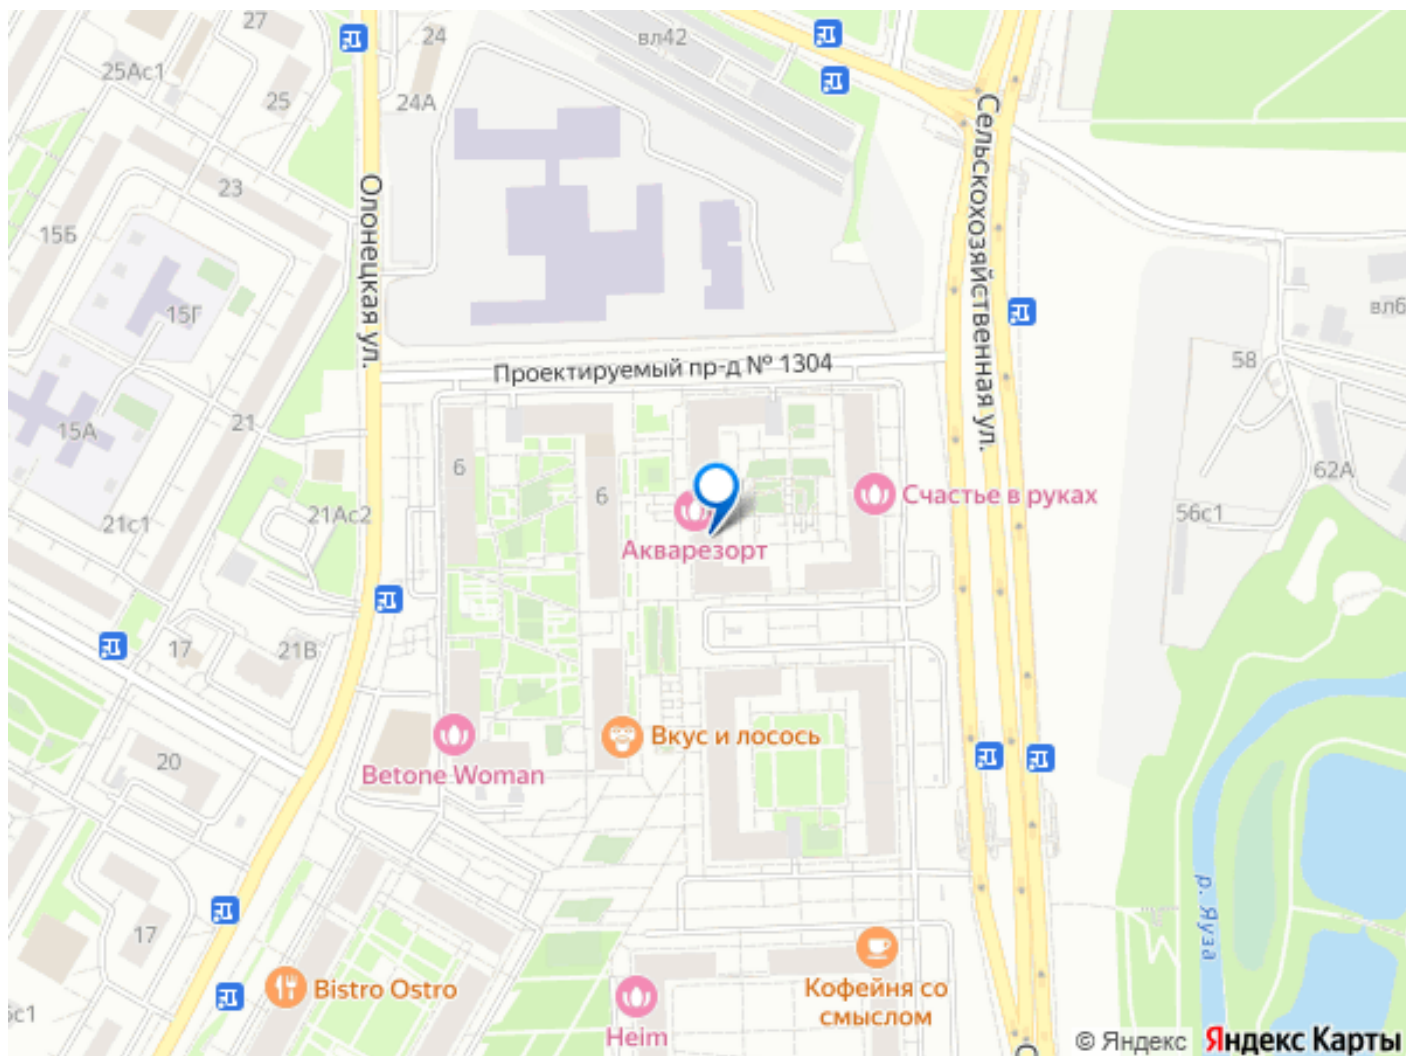 27
24
вл42
25Ас1
25
24А
Сельскохозяйственная ул.
23
Олонецкая ул.
15Б
15Г
вл6
Проектируемый пр-д № 1304
58
15А
21
6
6
62А
Счастье в руках
21с1
21Ас2
56с1
Акварезорт
17
21В
20
Вкус и лосось
Betone Woman
р. Яуза
17
Bistro Ostro
Кофейня со
смыслом
Heim
с1
© Яндекс
Яндекс Карты